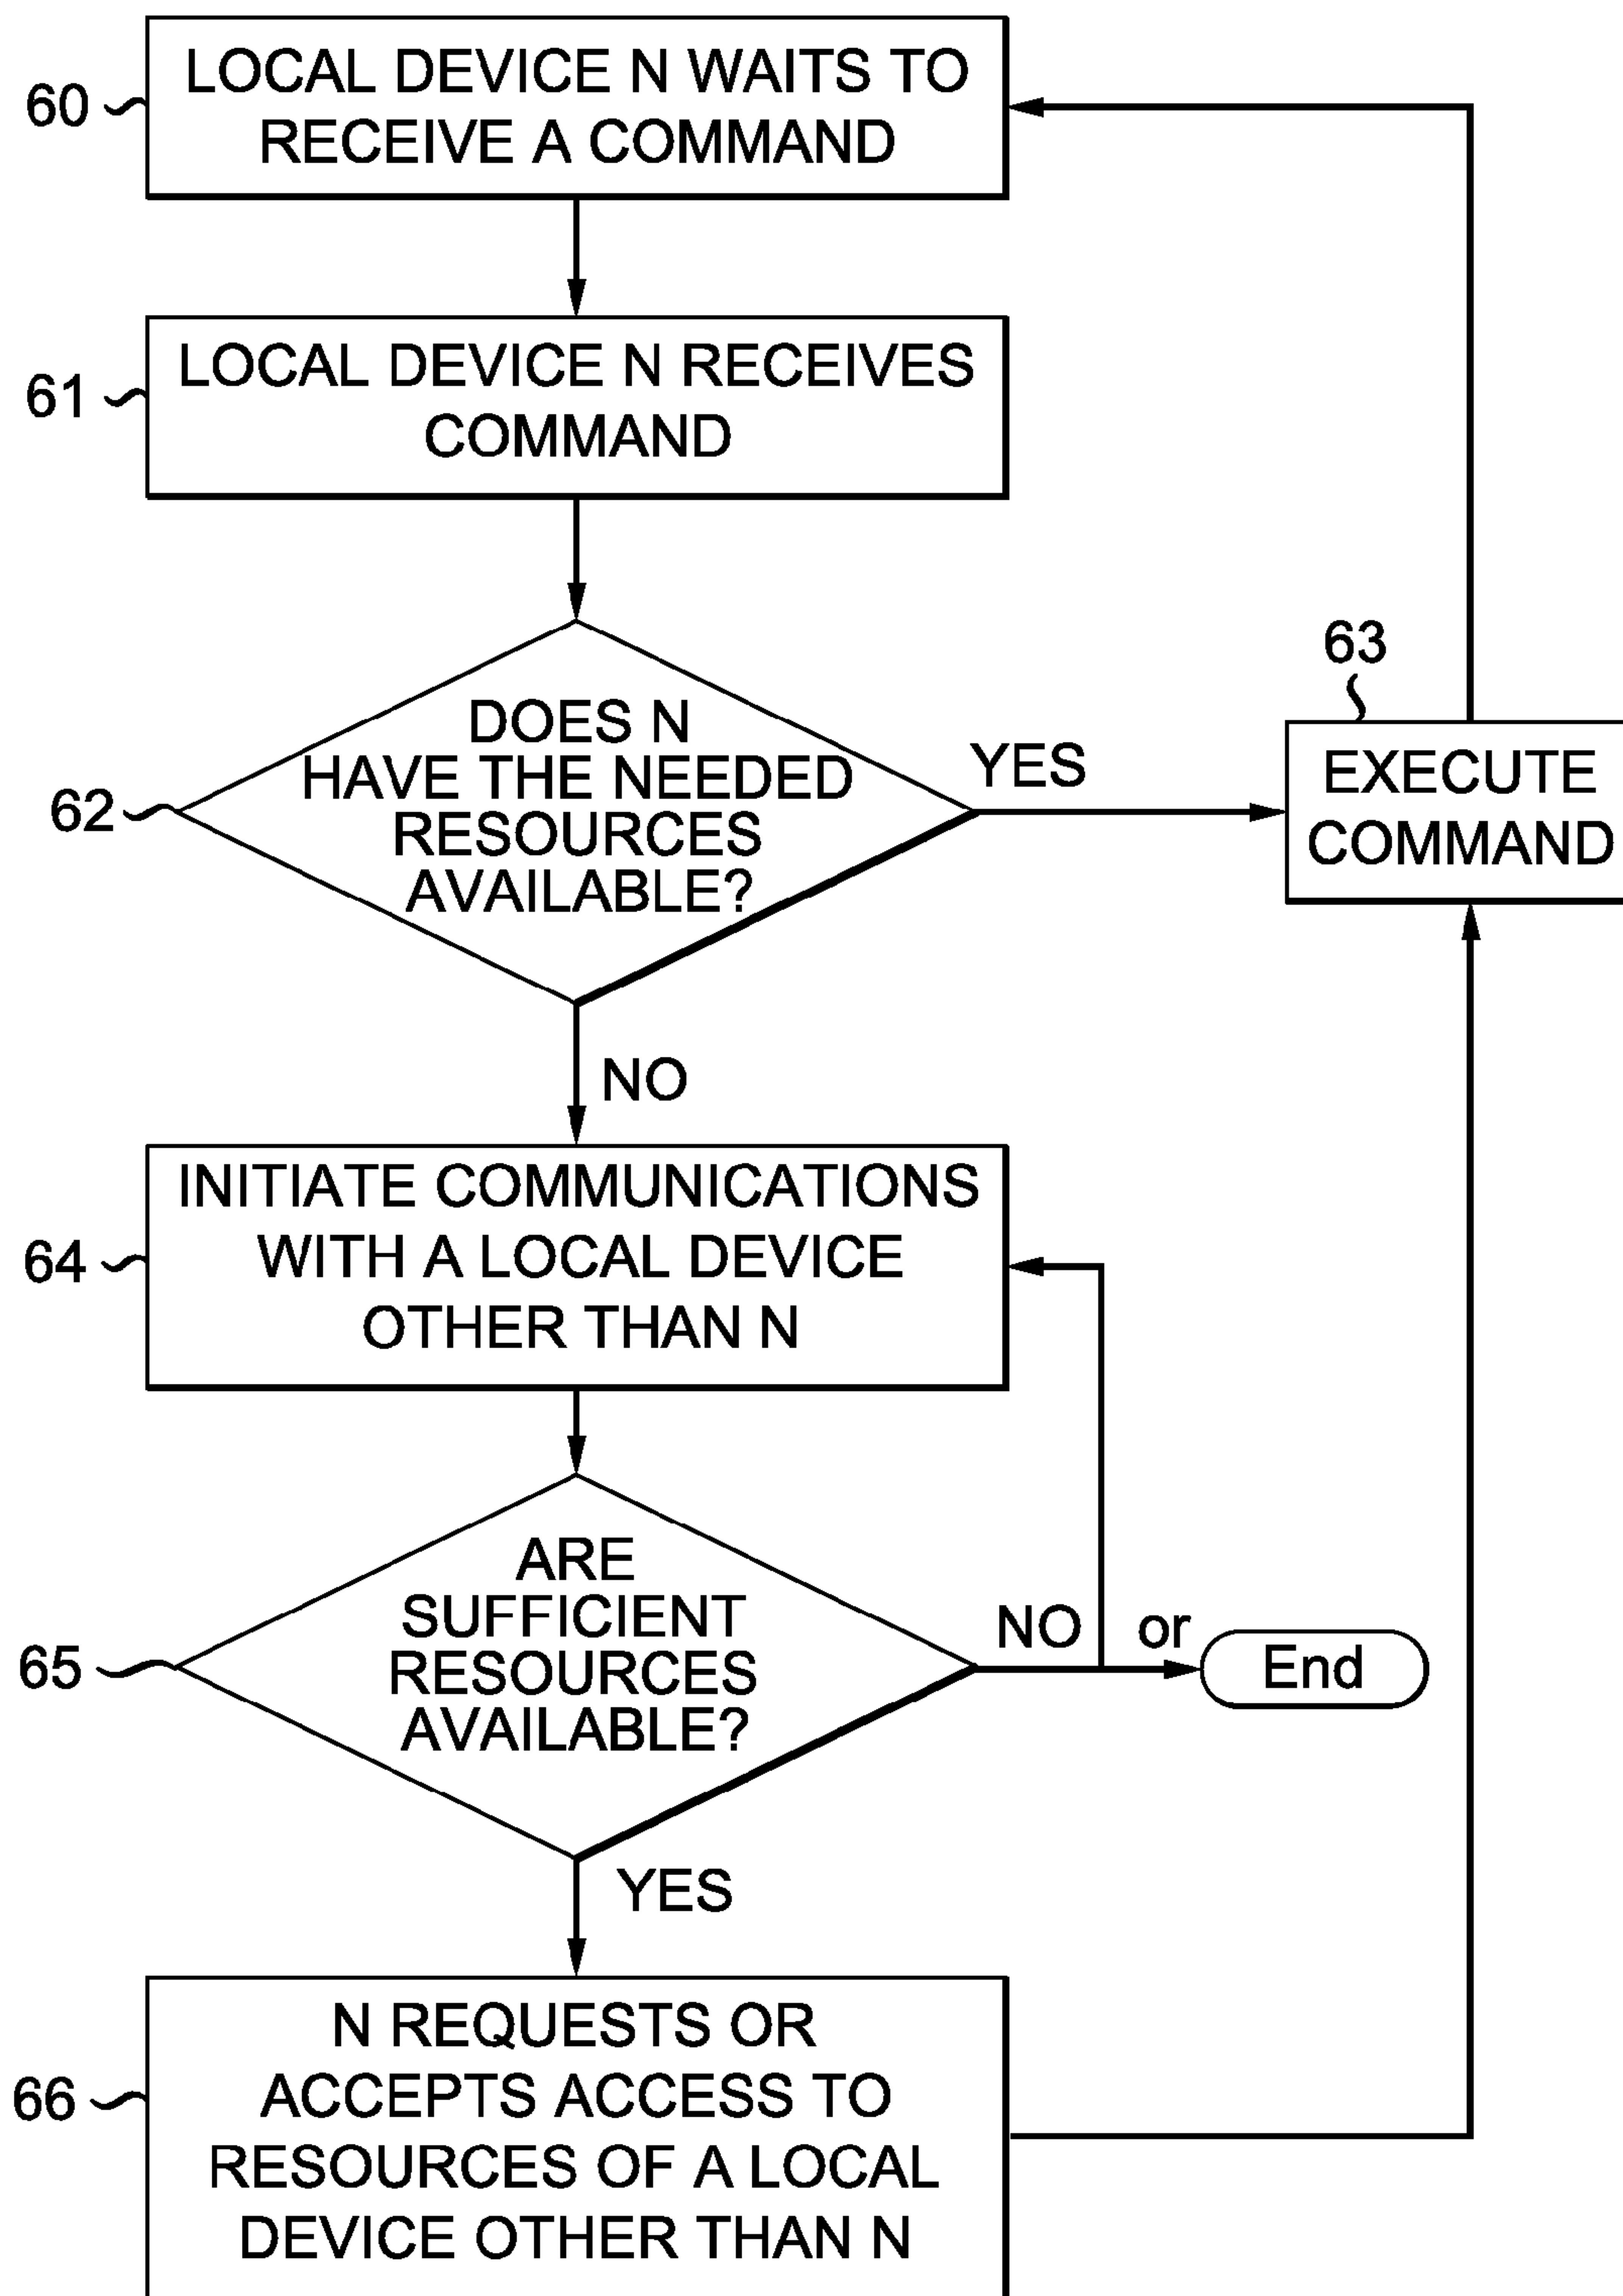 60
LOCAL DEVICE N WAITS TO
RECEIVE A COMMAND
61
LOCAL DEVICE N RECEIVES
COMMAND
62
DOES N
HAVE THE NEEDED
RESOURCES
AVAILABLE?
YES
63
EXECUTE
COMMAND
NO
64
INITIATE COMMUNICATIONS
WITH A LOCAL DEVICE
OTHER THAN N
65
ARE
SUFFICIENT
RESOURCES
AVAILABLE?
NO or
End
YES
66
N REQUESTS OR
ACCEPTS ACCESS TO
RESOURCES OF A LOCAL
DEVICE OTHER THAN N